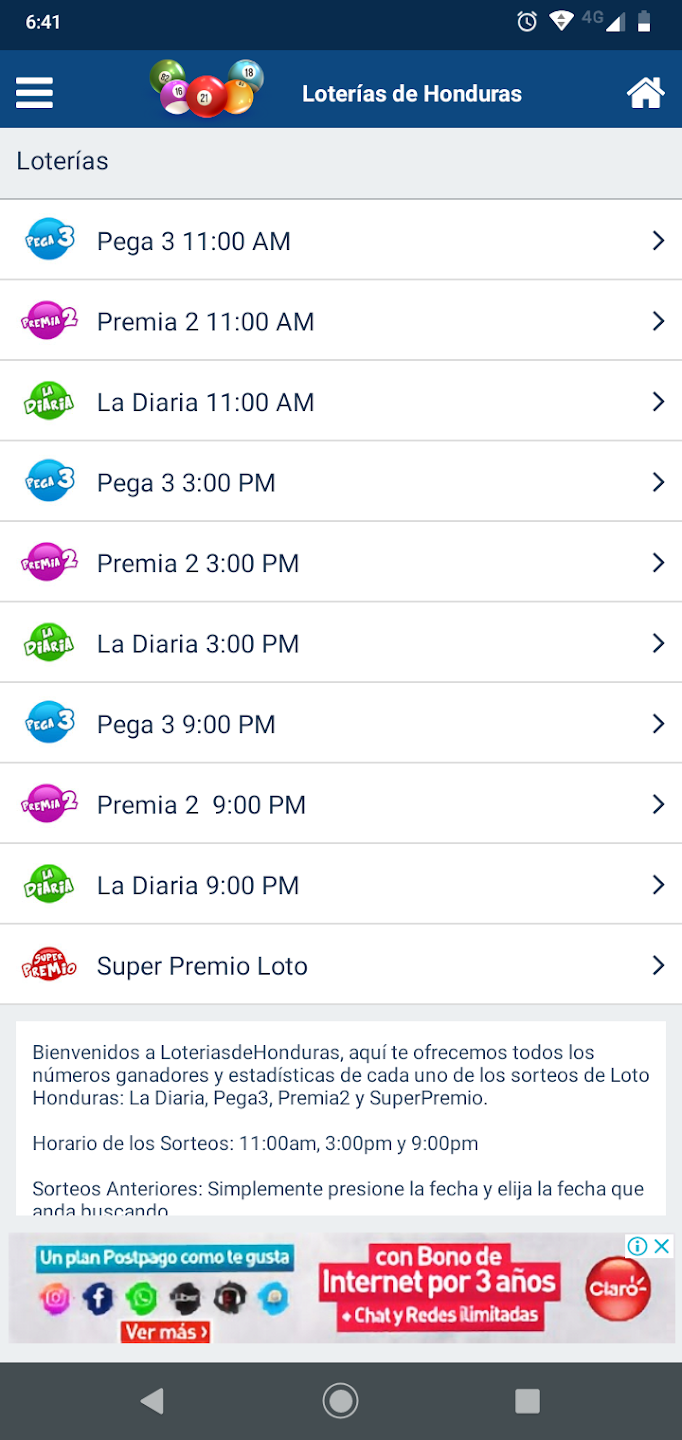 6:41
4G
02
16
21
18
Loterías de Honduras
Loterías
PEGA 3
Pega 3 11:00 AM
PREMIA 2
Premia 2 11:00 AM
LA DIARIA
La Diaria 11:00 AM
PEGA 3
Pega 3 3:00 PM
PREMIA 2
Premia 2 3:00 PM
LA DIARIA
La Diaria 3:00 PM
PEGA 3
Pega 3 9:00 PM
PREMIA 2
Premia 2  9:00 PM
LA DIARIA
La Diaria 9:00 PM
SUPER PREMIO
Super Premio Loto
Bienvenidos a LoteriasdeHonduras, aquí te ofrecemos todos los
números ganadores y estadísticas de cada uno de los sorteos de Loto
Honduras: La Diaria, Pega3, Premia2 y SuperPremio.
Horario de los Sorteos: 11:00am, 3:00pm y 9:00pm
Sorteos Anteriores: Simplemente presione la fecha y elija la fecha que
anda buscando
Un plan Postpago como te gusta
Uber
Ver más >
con Bono de
Internet por 3 años
+ Chat y Redes ilimitadas
Claro